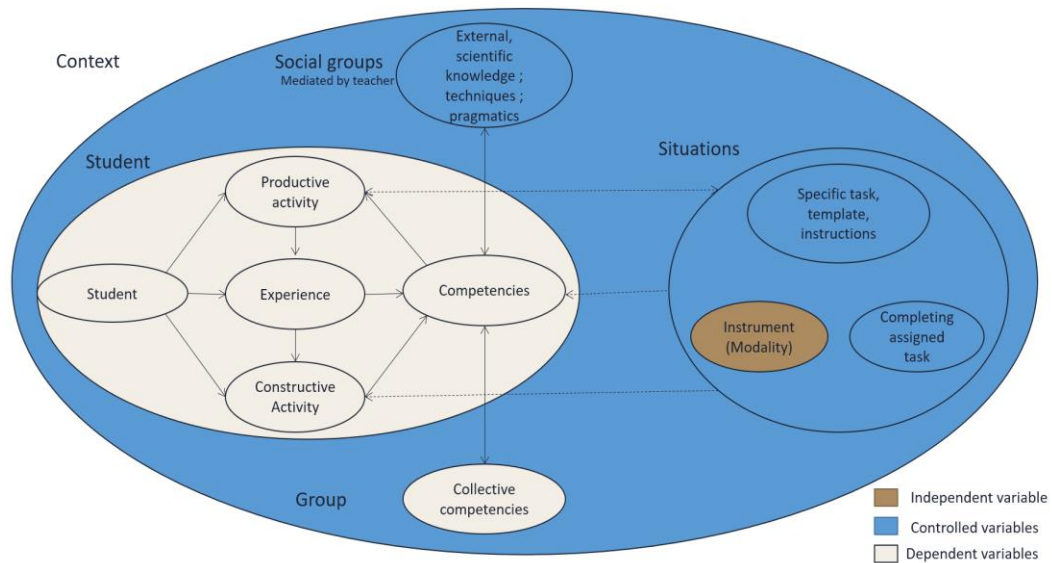 Context
Social groups
Mediated by teacher
External,
scientific
knowledge ;
techniques ;
pragmatics
Student
Situations
Productive
activity
Specific task,
template,
instructions
Student
Experience
Competencies
Instrument
(Modality)
Completing
assigned
task
Constructive
Activity
Group
Collective
competencies
Independent variable
Controlled variables
Dependent variables